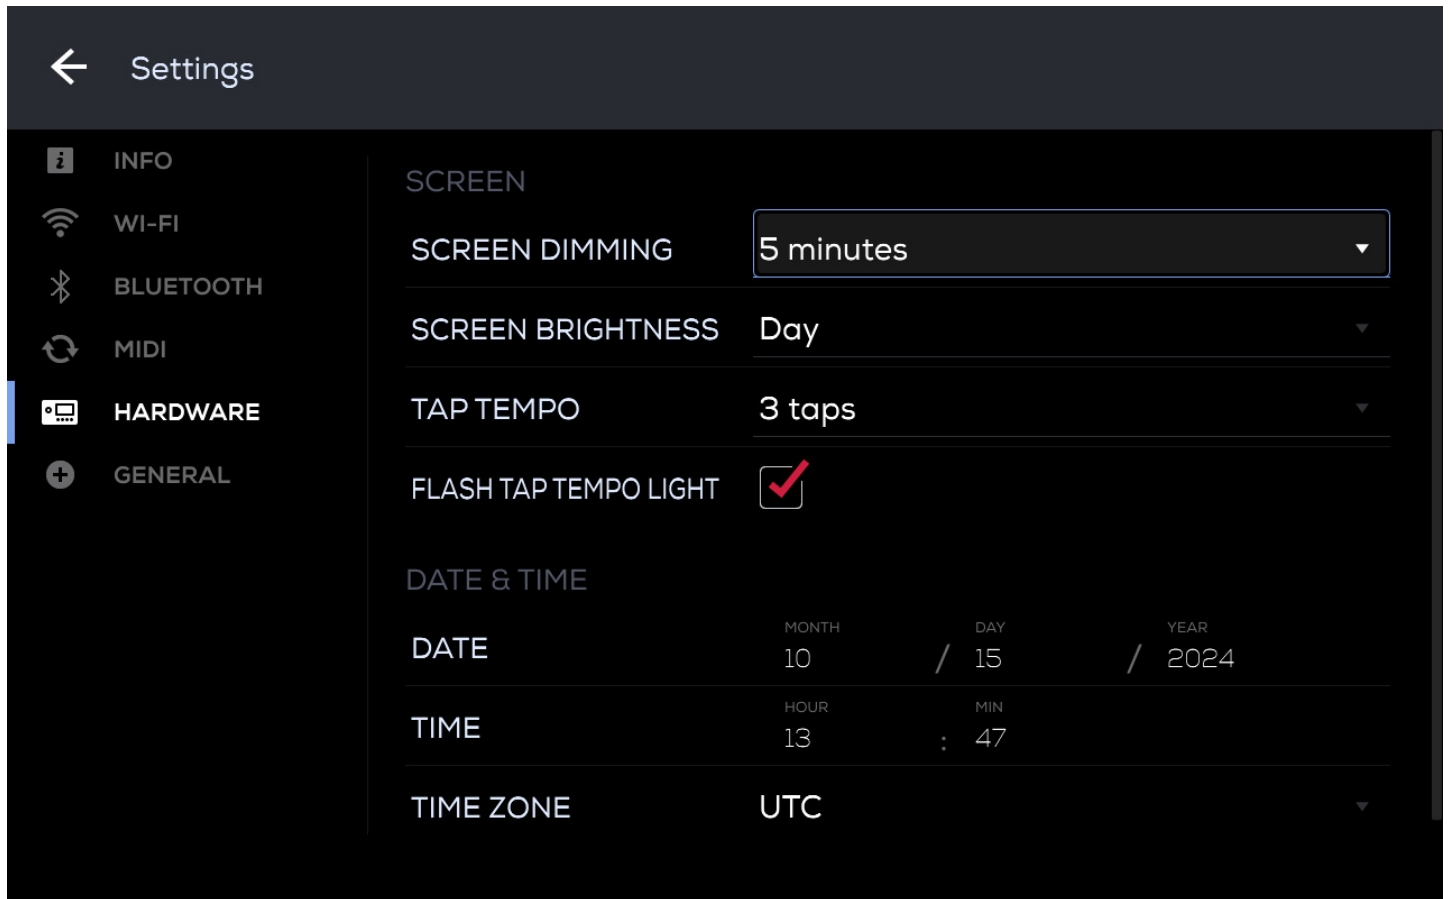 Settings
INFO
WI-FI
BLUETOOTH
MIDI
HARDWARE
GENERAL
SCREEN
SCREEN DIMMING 5 minutes
SCREEN BRIGHTNESS Day
TAP TEMPO 3 taps
FLASH TAP TEMPO LIGHT
DATE & TIME
MONTH DAY YEAR
DATE 10 / 15 / 2024
HOUR MIN
TIME 13 : 47
TIME ZONE UTC